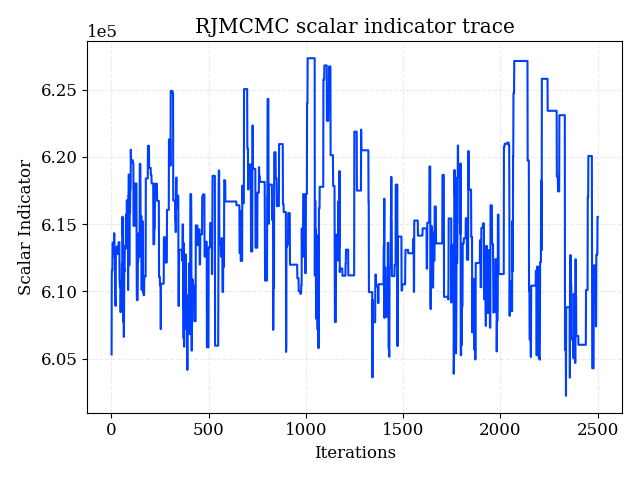 RJMCMC scalar indicator trace
1e5
6.25
6.20
6.15
6.10
6.05
Scalar Indicator
0 500 1000 1500 2000 2500
Iterations